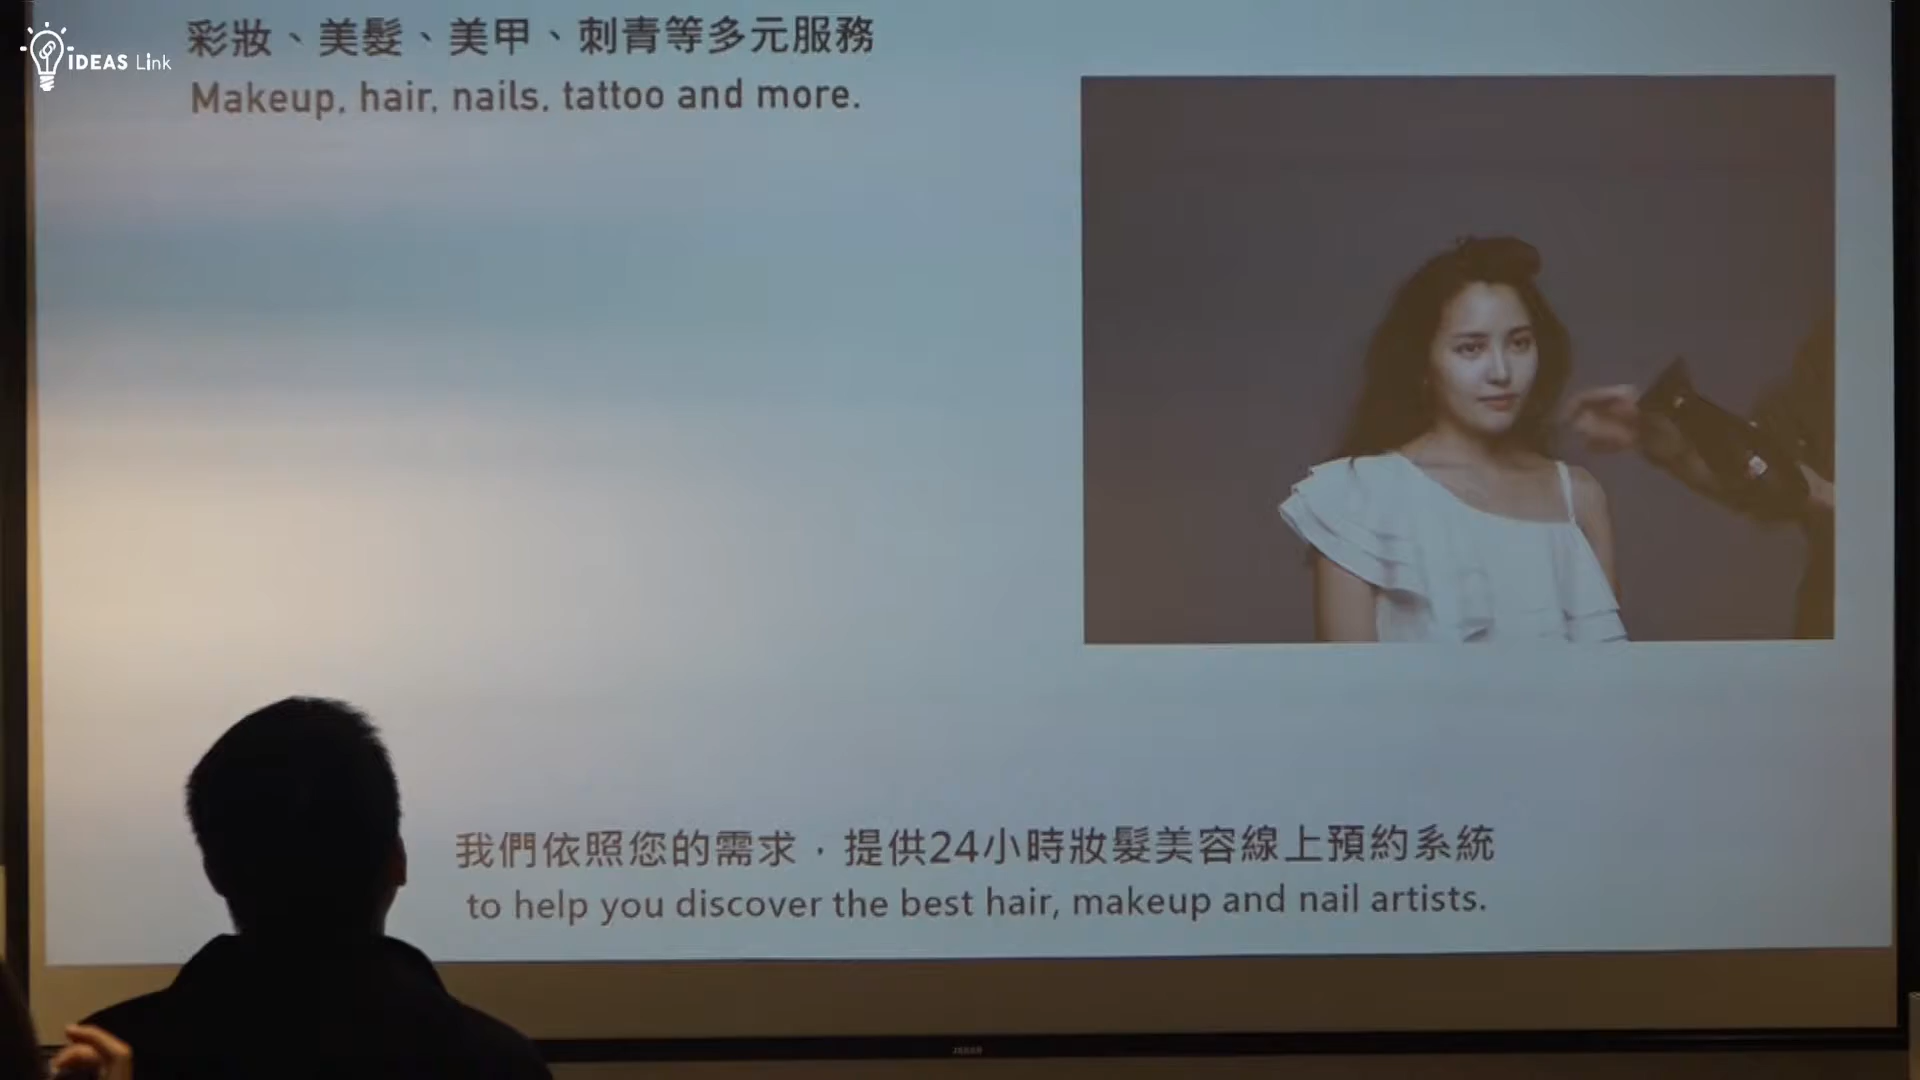 IDEAS Link
彩妝、美髮、美甲、刺青等多元服務
Makeup, hair, nails, tattoo and more.
我們依照您的需求,提供24小時妝髮美容線上預約系統
to help you discover the best hair, makeup and nail artists.